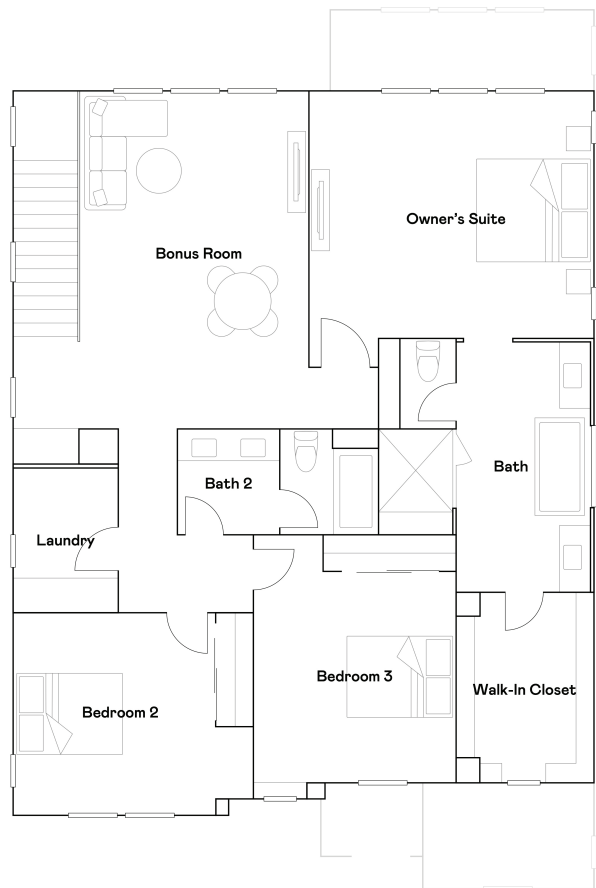 Owner's Suite
Bonus Room
Bath
Bath 2
Laundry
Bedroom 3
Walk-In Closet
Bedroom 2